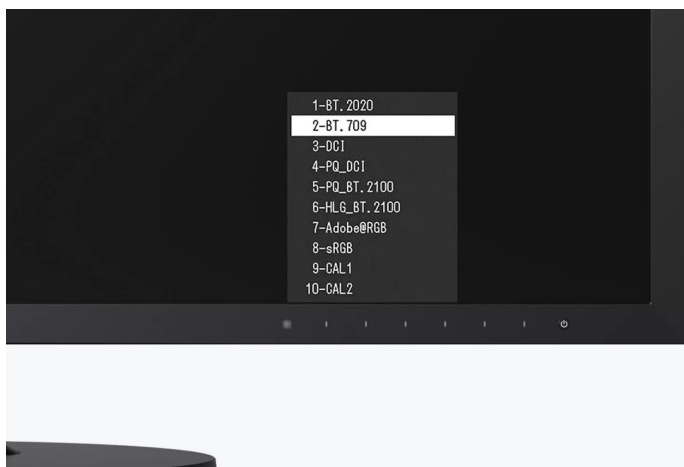 1-BT.2020
2-BT.709
3-DCI
4-PQ_DCI
5-PQ_BT.2100
6-HLG_BT.2100
7-Adobe@RGB
8-sRGB
9-CAL1
10-CAL2